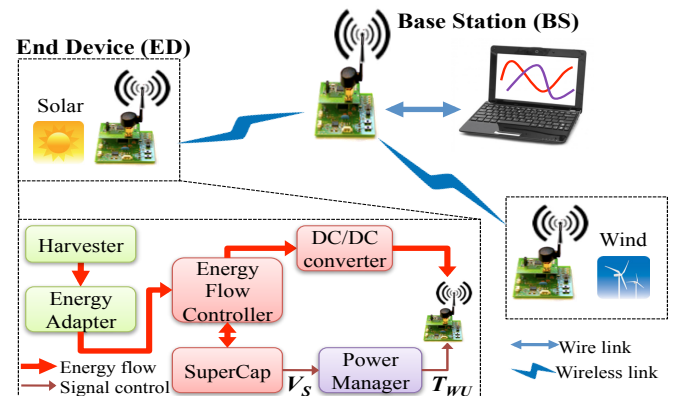 End Device (ED)
Base Station (BS)
Solar
Wind
Harvester
Energy
Adapter
Energy
Flow
Controller
DC/DC
converter
SuperCap
Power
Manager
V_S
T_WU
Energy flow
Signal control
Wire link
Wireless link